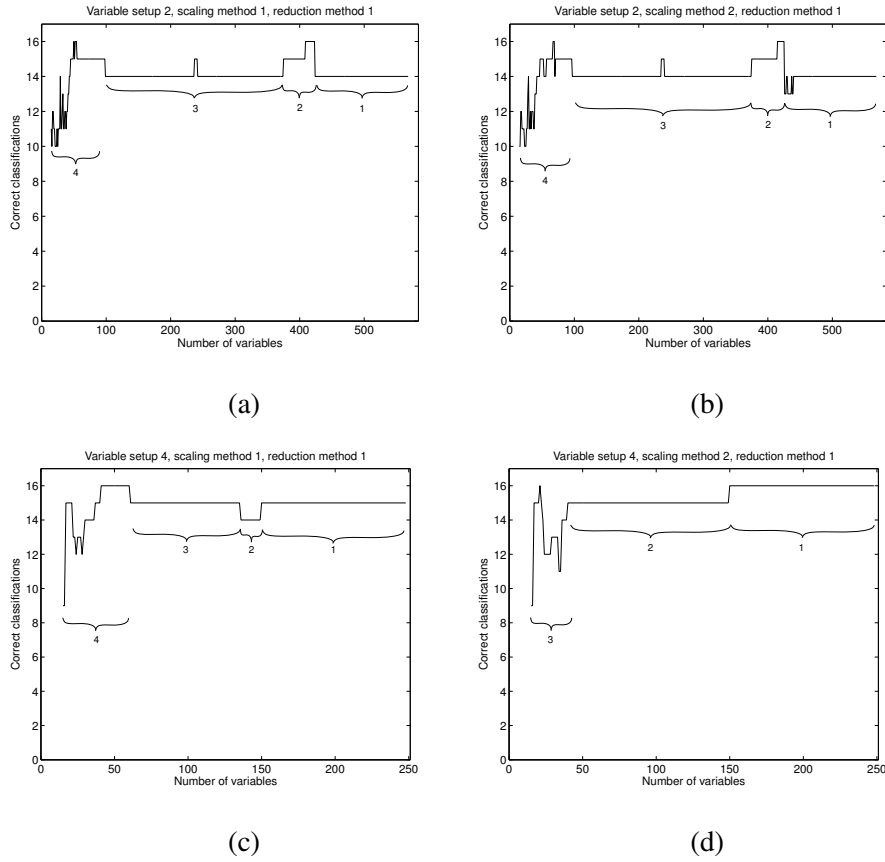 Variable setup 2, scaling method 1, reduction method 1
16
14
12
10
8
6
4
2
0
Correct classifications
4
3
2
1
0 100 200 300 400 500
Number of variables
(a)
Variable setup 2, scaling method 2, reduction method 1
16
14
12
10
8
6
4
2
0
Correct classifications
4
3
2
1
0 100 200 300 400 500
Number of variables
(b)
Variable setup 4, scaling method 1, reduction method 1
16
14
12
10
8
6
4
2
0
Correct classifications
4
3
2
1
0 50 100 150 200 250
Number of variables
(c)
Variable setup 4, scaling method 2, reduction method 1
16
14
12
10
8
6
4
2
0
Correct classifications
3
2
1
0 50 100 150 200 250
Number of variables
(d)